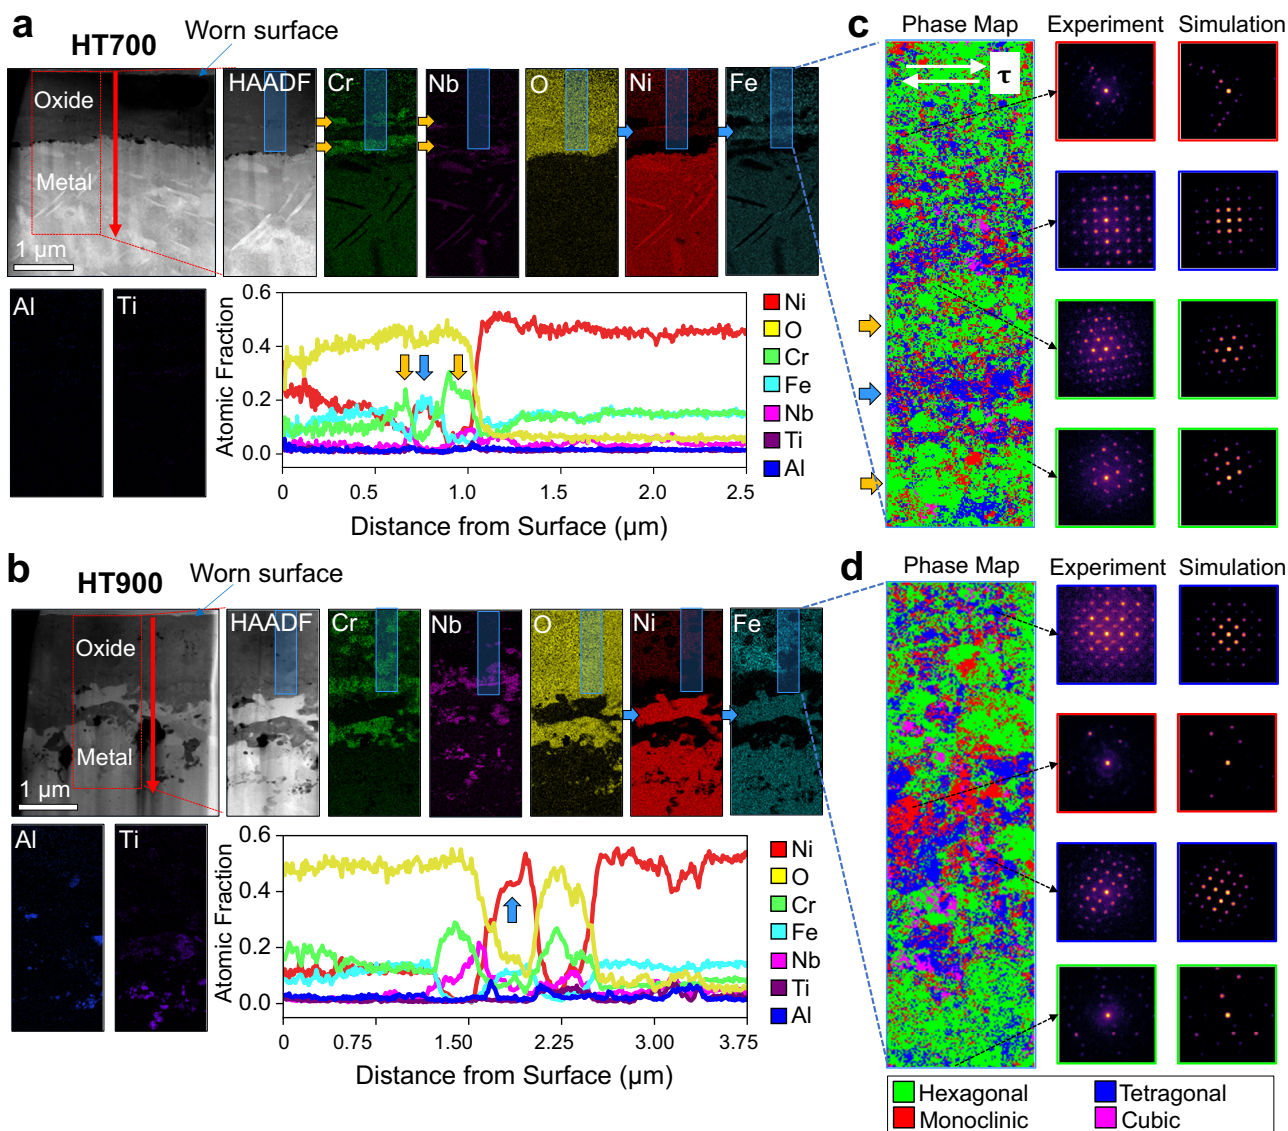 a
HT700
Worn surface
Oxide
Metal
1 µm
HAADF
Cr
Nb
O
Ni
Fe
Al
Ti
Atomic Fraction
0.6
0.4
0.2
0.0
0
0.5
1.0
1.5
2.0
2.5
Distance from Surface (µm)
Ni
O
Cr
Fe
Nb
Ti
Al
c
Phase Map
Experiment
Simulation
τ
b
HT900
Worn surface
Oxide
Metal
1 µm
HAADF
Cr
Nb
O
Ni
Fe
Al
Ti
Atomic Fraction
0.6
0.4
0.2
0.0
0
0.75
1.50
2.25
3.00
3.75
Distance from Surface (µm)
Ni
O
Cr
Fe
Nb
Ti
Al
d
Phase Map
Experiment
Simulation
Hexagonal
Tetragonal
Monoclinic
Cubic